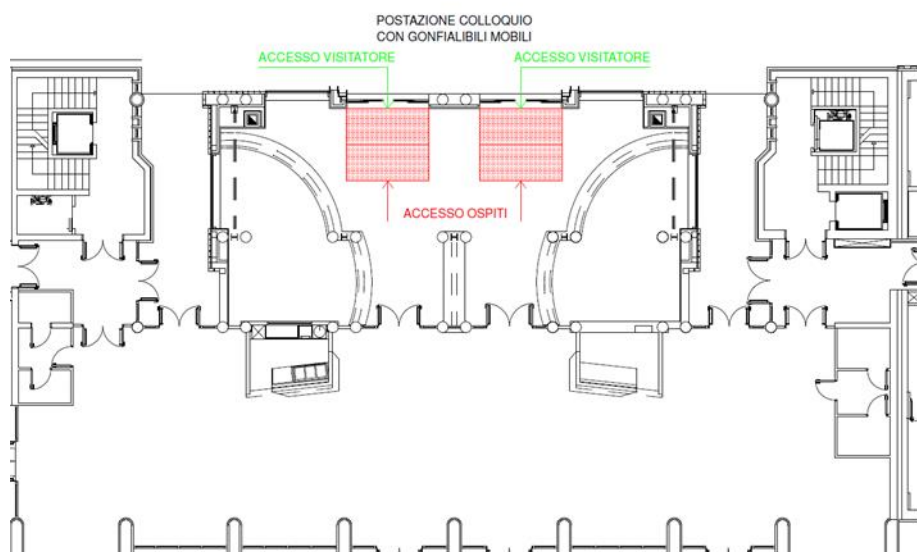 POSTAZIONE COLLOQUIO
CON GONFIALIBILI MOBILI
ACCESSO VISITATORE
ACCESSO VISITATORE
ACCESSO OSPITI